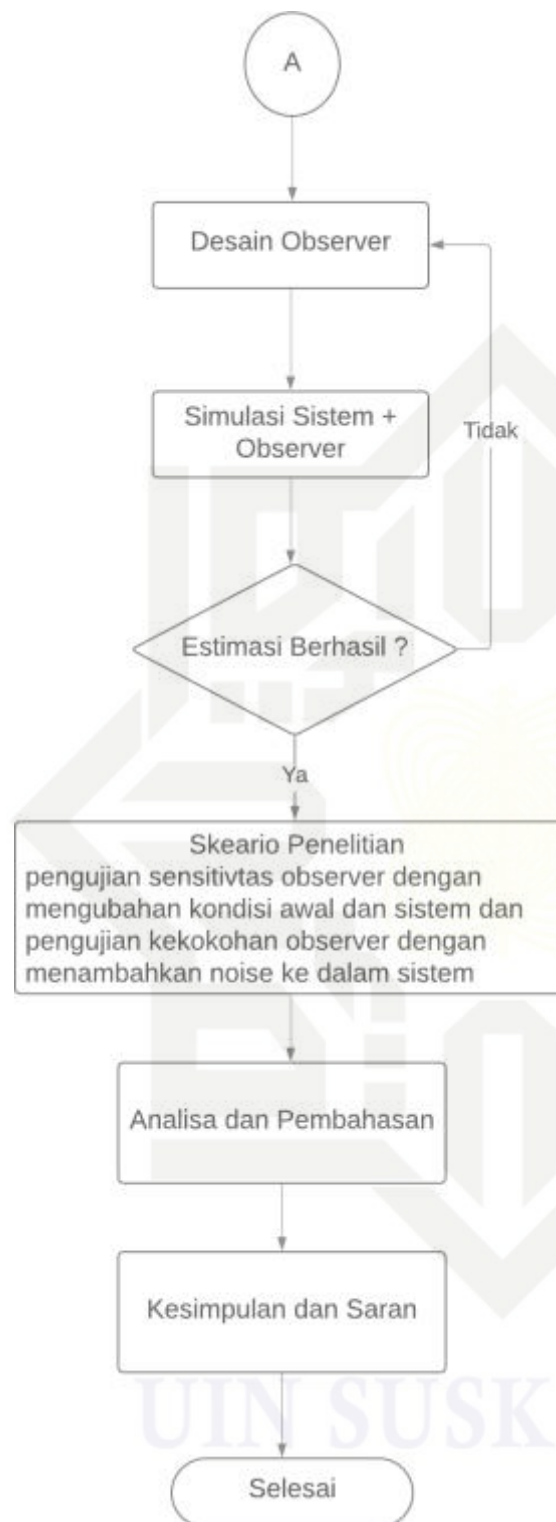 A
Desain Observer
Simulasi Sistem +
Observer
Tidak
Estimasi Berhasil ?
Ya
Skeario Penelitian
pengujian sensitivtas observer dengan
mengubahan kondisi awal dan sistem dan
pengujian kekokohan observer dengan
menambahkan noise ke dalam sistem
Analisa dan Pembahasan
Kesimpulan dan Saran
UIN SUSK
Selesai